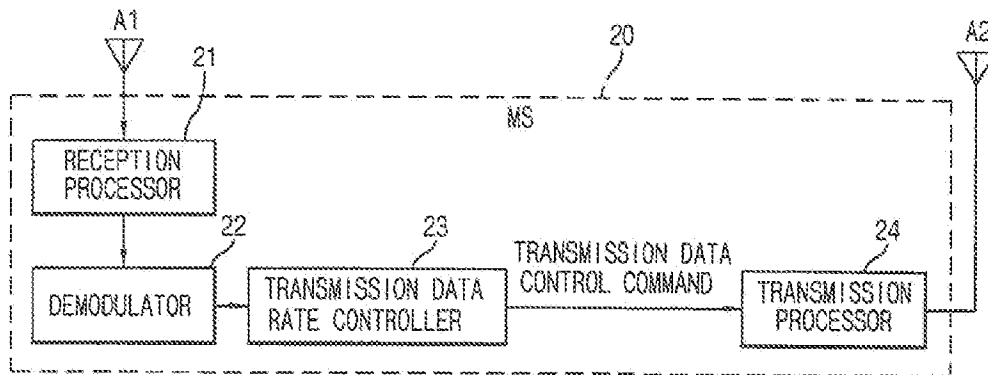 A1
A2
21
20
MS
RECEPTION
PROCESSOR
22
23
24
TRANSMISSION DATA
CONTROL COMMAND
DEMODULATOR
TRANSMISSION DATA
RATE CONTROLLER
TRANSMISSION
PROCESSOR